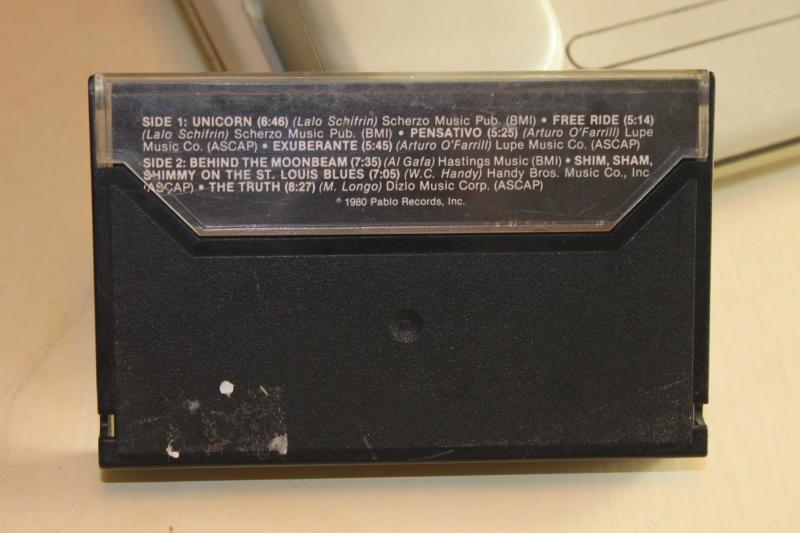 SIDE 1: UNICORN (6:46) (Lalo Schifrin) Scherzo Music Pub. (BMI) • FREE RIDE (5:14)
(Lalo Schifrin) Scherzo Music Pub. (BMI) • PENSATIVO (5:25) (Arturo O'Farrill) Lupe
Music Co. (ASCAP) • EXUBERANTE (5:45) (Arturo O'Farrill) Lupe Music Co. (ASCAP)
SIDE 2: BEHIND THE MOONBEAM (7:35) (Al Gafa) Hastings Music (BMI) • SHIM, SHAM,
SHIMMY ON THE ST. LOUIS BLUES (7:05) (W.C. Handy) Handy Bros. Music Co., Inc
(ASCAP) • THE TRUTH (8:27) (M. Longo) Dizlo Music Corp. (ASCAP)
℗ 1980 Pablo Records, Inc.